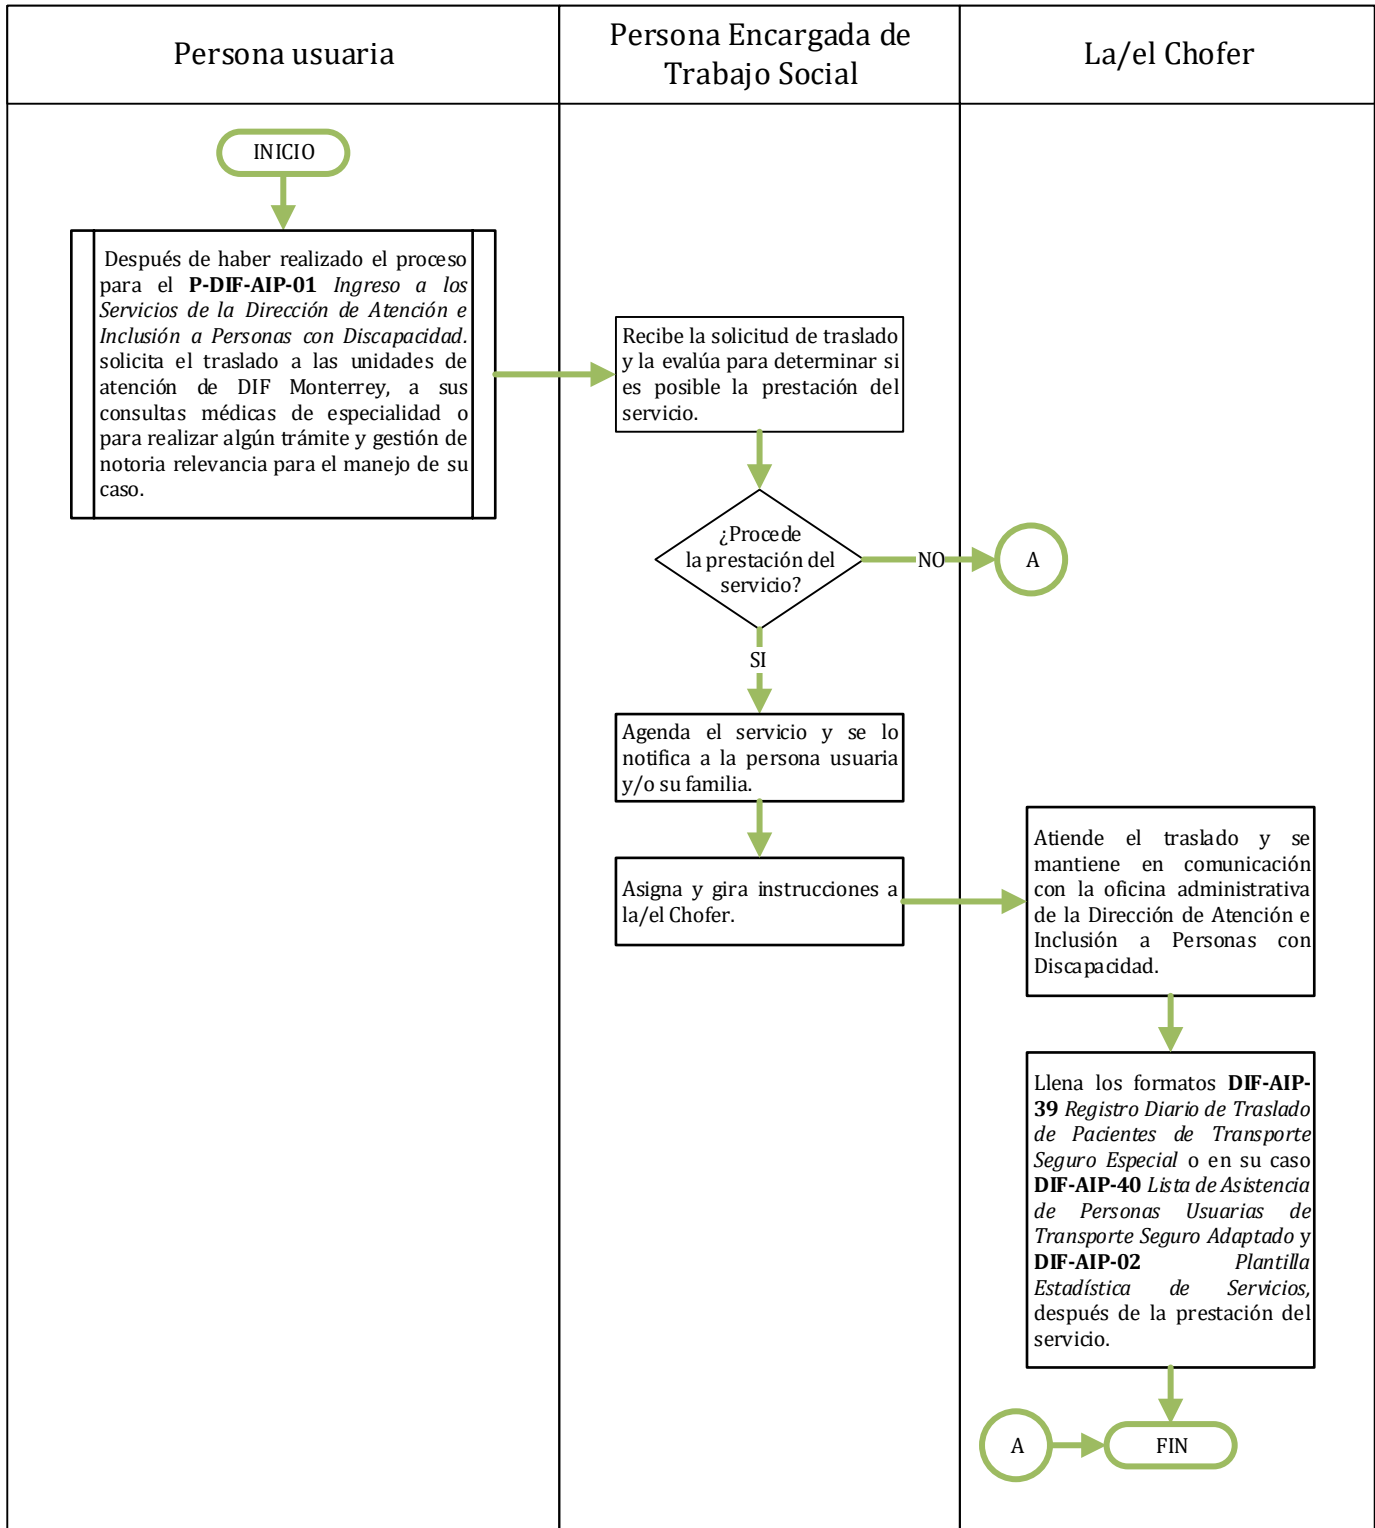 Persona usuaria
Persona Encargada de
Trabajo Social
La/el Chofer
INICIO
Después de haber realizado el proceso
para el P-DIF-AIP-01 Ingreso a los
Servicios de la Dirección de Atención e
Inclusión a Personas con Discapacidad.
solicita el traslado a las unidades de
atención de DIF Monterrey, a sus
consultas médicas de especialidad o
para realizar algún trámite y gestión de
notoria relevancia para el manejo de su
caso.
Recibe la solicitud de traslado
y la evalúa para determinar si
es posible la prestación del
servicio.
¿Procede
la prestación del
servicio?
NO
A
SI
Agenda el servicio y se lo
notifica a la persona usuaria
y/o su familia.
Asigna y gira instrucciones a
la/el Chofer.
Atiende el traslado y se
mantiene en comunicación
con la oficina administrativa
de la Dirección de Atención e
Inclusión a Personas con
Discapacidad.
Llena los formatos DIF-AIP-
39 Registro Diario de Traslado
de Pacientes de Transporte
Seguro Especial o en su caso
DIF-AIP-40 Lista de Asistencia
de Personas Usuarias de
Transporte Seguro Adaptado y
DIF-AIP-02 Plantilla
Estadística de Servicios,
después de la prestación del
servicio.
A
FIN